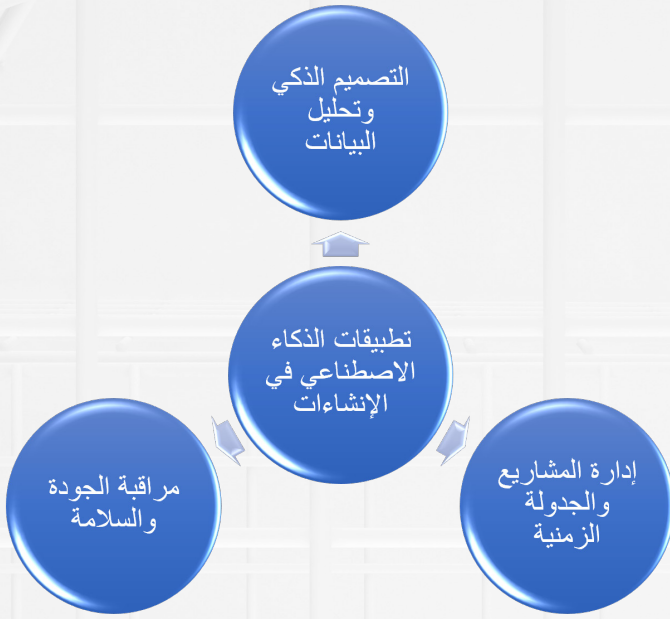 التصميم الذكي
وتحليل
البيانات
تطبيقات الذكاء
الاصطناعي في
الإنشاءات
إدارة المشاريع
والجدولة
الزمنية
مراقبة الجودة
والسلامة